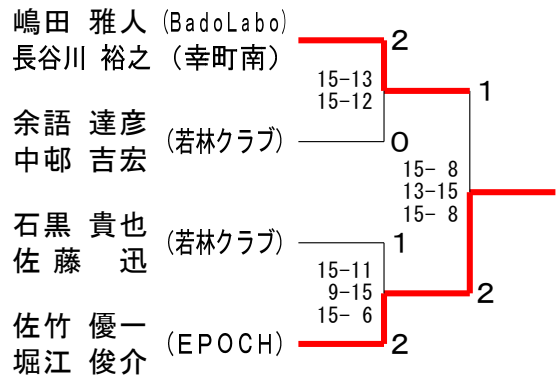 嶋田 雅人 (BadoLabo)
長谷川 裕之 (幸町南)
2
15-13
15-12
1
余語 達彦
中邨 吉宏
(若林クラブ)
0
15- 8
13-15
15- 8
石黒 貴也
佐藤 迅
(若林クラブ)
1
15-11
9-15
15- 6
2
佐竹 優一
堀江 俊介
(EPOCH)
2